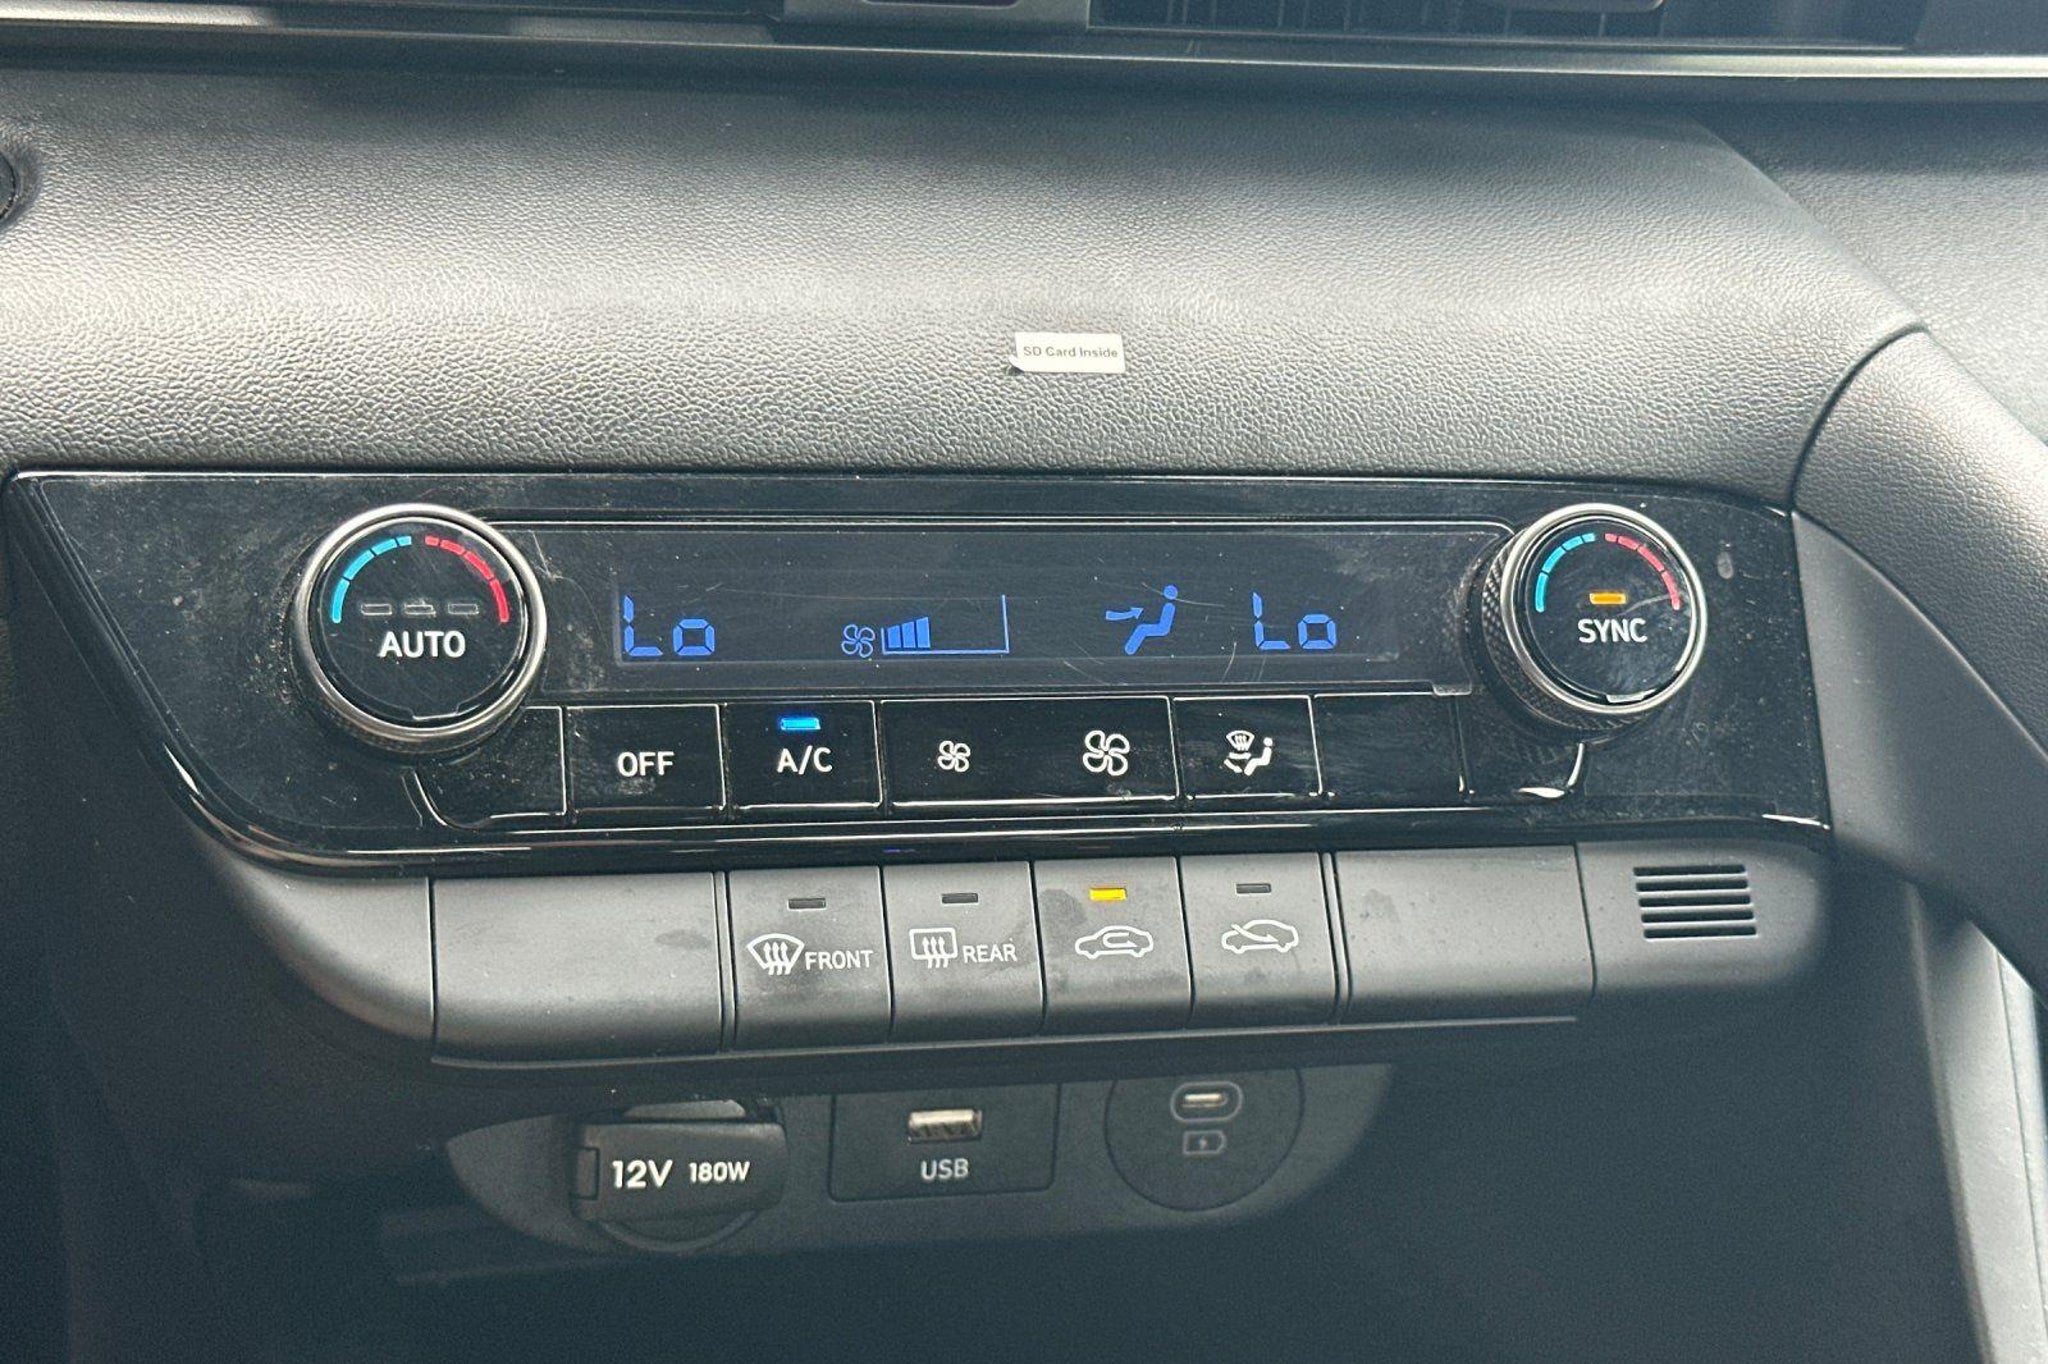 SD Card Inside
AUTO
Lo
Lo
SYNC
OFF
A/C
FRONT
REAR
12V 180W
USB